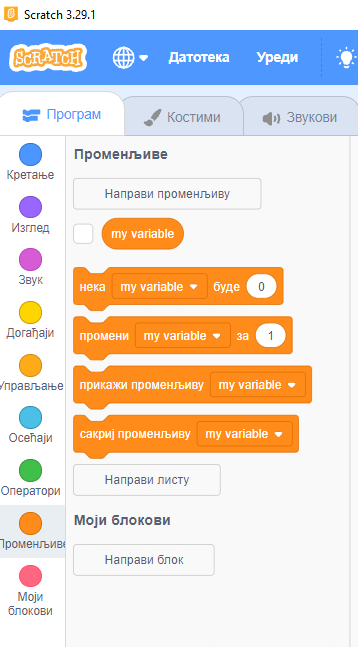 Scratch 3.29.1
SCRATCH Датотека Уреди
Програм Костими Звукови
Кретање
Изглед
Звук
Догађаји
Управљање
Осећаји
Оператори
Променљиве
Моји
блокови
Променљиве
Направи променљиву
my variable
нека my variable буде 0
промени my variable за 1
прикажи променљиву my variable
сакриј променљиву my variable
Направи листу
Моји блокови
Направи блок